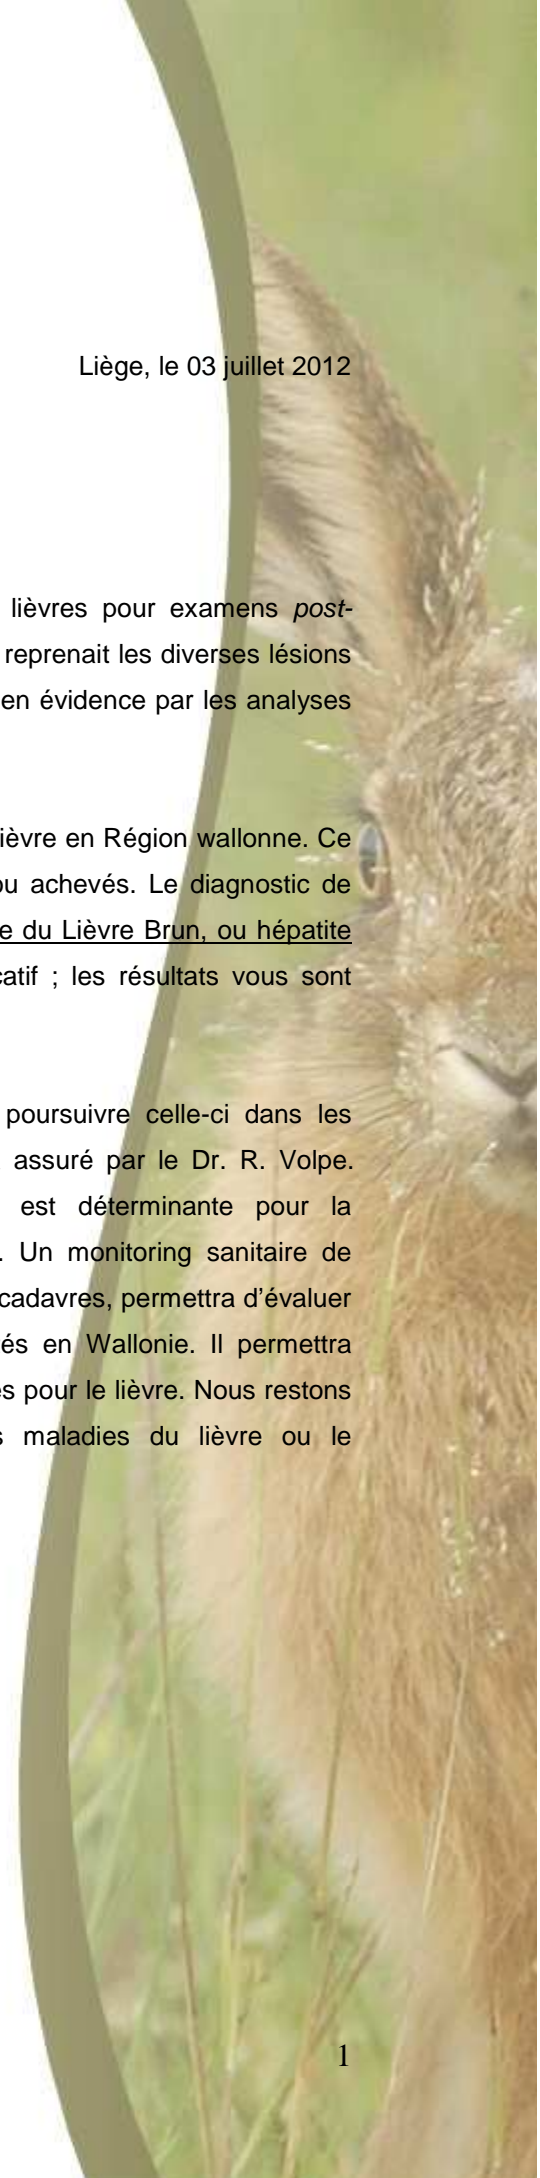 Liège, le 03 juillet 2012
lièvres pour examens post-
reprenait les diverses lésions
en évidence par les analyses
ièvre en Région wallonne. Ce
ou achevés. Le diagnostic de
e du Lièvre Brun, ou hépatite
catif ; les résultats vous sont
poursuivre celle-ci dans les
assuré par le Dr. R. Volpe.
est déterminante pour la
. Un monitoring sanitaire de
cadavres, permettra d'évaluer
és en Wallonie. Il permettra
es pour le lièvre. Nous restons
s maladies du lièvre ou le
1